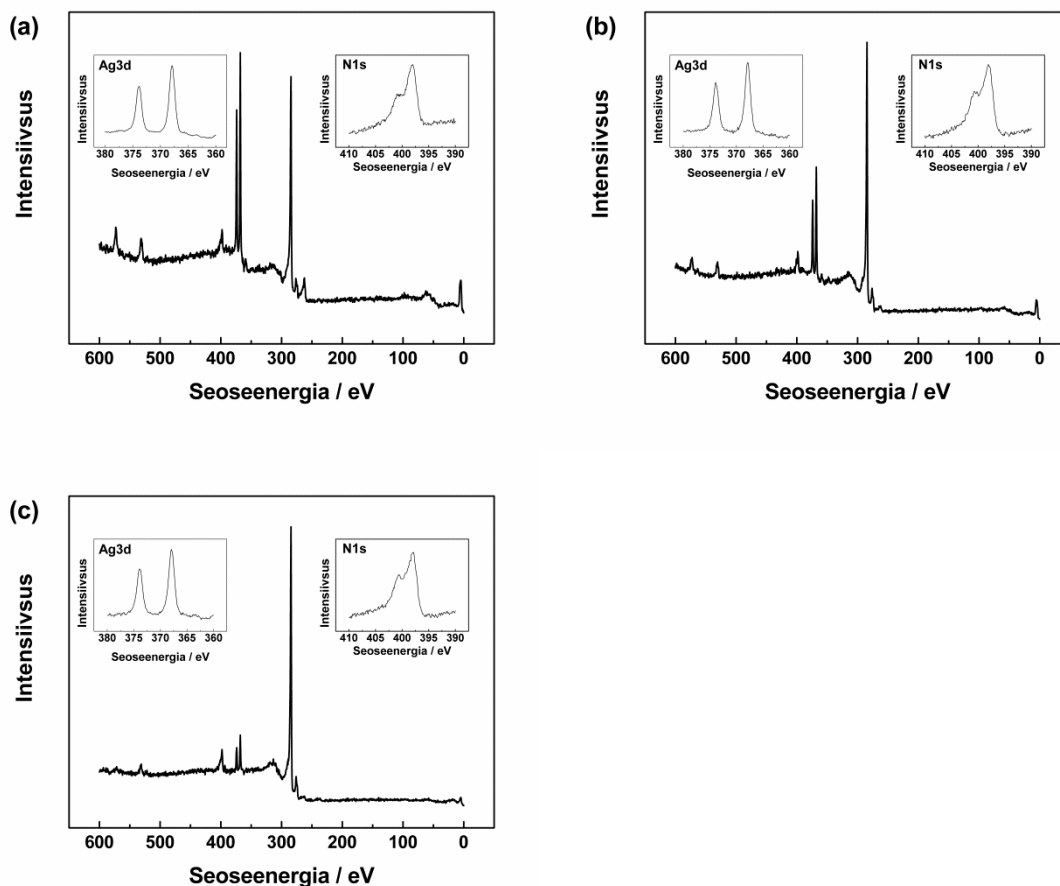 (a)
Ag3d
Intensiivsus
380 375 370 365 360
Seoseenergia / eV
N1s
Intensiivsus
410 405 400 395 390
Seoseenergia / eV
Intensiivsus
600 500 400 300 200 100 0
Seoseenergia / eV
(b)
Ag3d
Intensiivsus
380 375 370 365 360
Seoseenergia / eV
N1s
Intensiivsus
410 405 400 395 390
Seoseenergia / eV
Intensiivsus
600 500 400 300 200 100 0
Seoseenergia / eV
(c)
Ag3d
Intensiivsus
380 375 370 365 360
Seoseenergia / eV
N1s
Intensiivsus
410 405 400 395 390
Seoseenergia / eV
Intensiivsus
600 500 400 300 200 100 0
Seoseenergia / eV